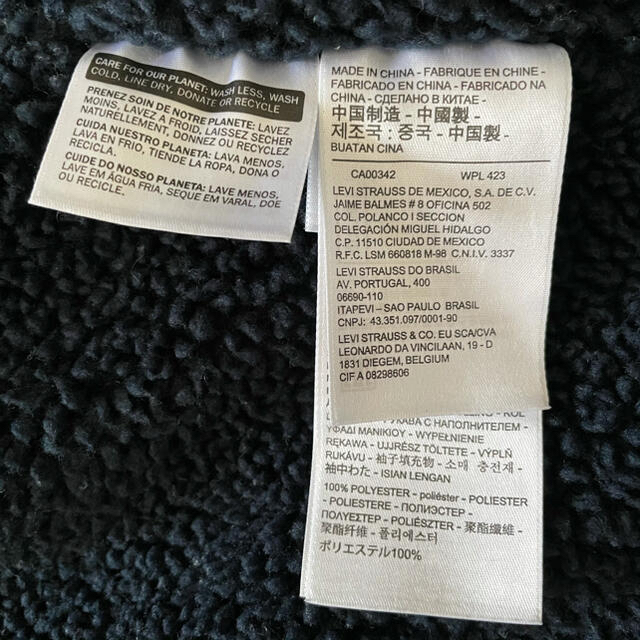 CARE FOR OUR PLANET: WASH LESS, WASH
COLD, LINE DRY, DONATE OR RECYCLE
PRENEZ SOIN DE NOTRE PLANETE: LAVEZ
MOINS, LAVEZ A FROID, LAISSEZ SÉCHER
NATURELLEMENT, DONNEZ OU RECYCLEZ
CUIDA NUESTRO PLANETA: LAVA MENOS,
LAVA EN FRIO, TIENDE LA ROPA, DONA O
RECICLA.
CUIDE DO NOSSO PLANETA: LAVE MENOS,
LAVE EM ÁGUA FRIA, SEQUE EM VARAL, DOE
OU RECICLE.
MADE IN CHINA - FABRIQUE EN CHINE -
FABRICADO EN CHINA - FABRICADO NA
CHINA - СДЕЛАНО В КИТАЕ -
中国制造 - 中國製 -
제조국 : 중국 - 中国製 -
BUATAN CINA
CA00342 WPL 423
LEVI STRAUSS DE MEXICO, S.A. DE C.V.
JAIME BALMES # 8 OFICINA 502
COL. POLANCO I SECCION
DELEGACIÓN MIGUEL HIDALGO
C.P. 11510 CIUDAD DE MEXICO
R.F.C. LSM 660818 M-98 C.N.I.V. 3337
LEVI STRAUSS DO BRASIL
AV. PORTUGAL, 400
06690-110
ITAPEVI – SAO PAULO BRASIL
CNPJ: 43.351.097/0001-90
LEVI STRAUSS & CO. EU SCA/CVA
LEONARDO DA VINCILAAN, 19 - D
1831 DIEGEM, BELGIUM
CIF A 08298606
РУКАВА С НАПОЛНИТЕЛЕМ -
ΥΦΑΔΙ ΜΑΝΙΚΙΟΥ - УКРІПЛЕННЯ
RĘKAWA - UJRRÉSZ TÖLTETE - VÝPLŇ
RUKÁVU - 袖子填充物 - 소매 충전재 -
袖中わた - ISIAN LENGAN
100% POLYESTER - poliéster - POLIESTER
- POLIESTERE - ПОЛИЭСТЕР -
ΠΟΛΥΕΣΤΕΡ - POLIÉSZTER - 聚酯纖維 -
聚酯纤维 - 폴리에스터
ポリエステル100%